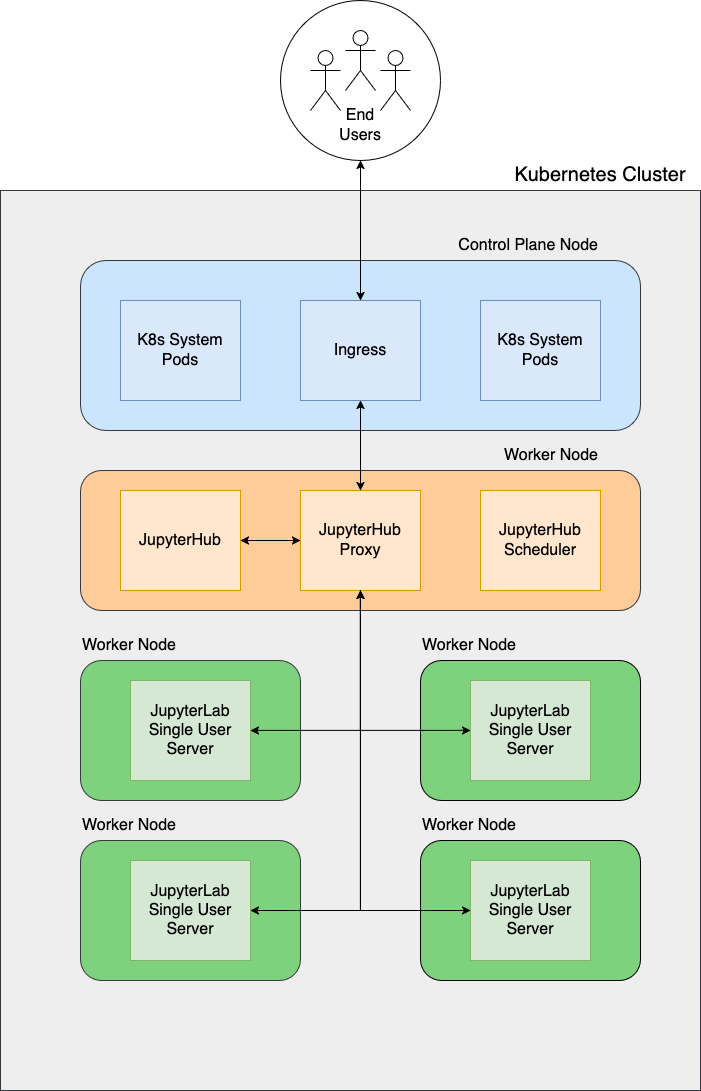 End
Users
Kubernetes Cluster
Control Plane Node
K8s System
Pods
Ingress
K8s System
Pods
Worker Node
JupyterHub
JupyterHub
Proxy
JupyterHub
Scheduler
Worker Node
JupyterLab
Single User
Server
Worker Node
JupyterLab
Single User
Server
Worker Node
JupyterLab
Single User
Server
Worker Node
JupyterLab
Single User
Server